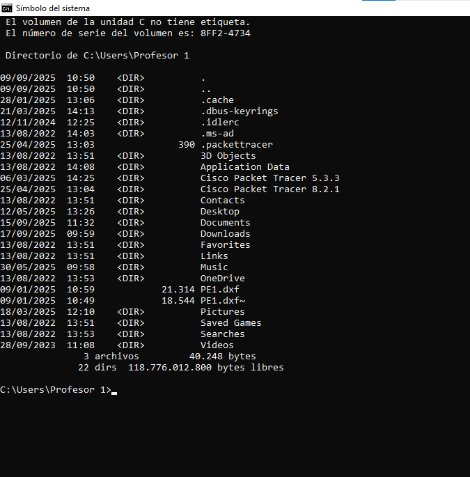 Símbolo del sistema
El volumen de la unidad C no tiene etiqueta.
El número de serie del volumen es: 8FF2-4734
Directorio de C:\Users\Profesor 1
09/09/2025  10:50    <DIR>          .
09/09/2025  10:50    <DIR>          ..
28/01/2025  13:06    <DIR>          .cache
21/03/2025  14:13    <DIR>          .dbus-keyrings
12/11/2024  12:25    <DIR>          .idlerc
13/08/2022  14:03    <DIR>          .ms-ad
25/04/2025  13:03               390 .packettracer
13/08/2022  13:51    <DIR>          3D Objects
13/08/2022  14:08    <DIR>          Application Data
06/03/2025  14:25    <DIR>          Cisco Packet Tracer 5.3.3
25/04/2025  13:04    <DIR>          Cisco Packet Tracer 8.2.1
13/08/2022  13:51    <DIR>          Contacts
12/05/2025  13:26    <DIR>          Desktop
15/09/2025  11:32    <DIR>          Documents
17/09/2025  09:59    <DIR>          Downloads
13/08/2022  13:51    <DIR>          Favorites
13/08/2022  13:51    <DIR>          Links
30/05/2025  09:58    <DIR>          Music
13/08/2022  13:53    <DIR>          OneDrive
09/01/2025  10:59            21.314 PE1.dxf
09/01/2025  10:49            18.544 PE1.dxf~
18/03/2025  12:10    <DIR>          Pictures
13/08/2022  13:51    <DIR>          Saved Games
13/08/2022  13:53    <DIR>          Searches
28/09/2023  11:08    <DIR>          Videos
3 archivos         40.248 bytes
22 dirs  118.776.012.800 bytes libres
C:\Users\Profesor 1>